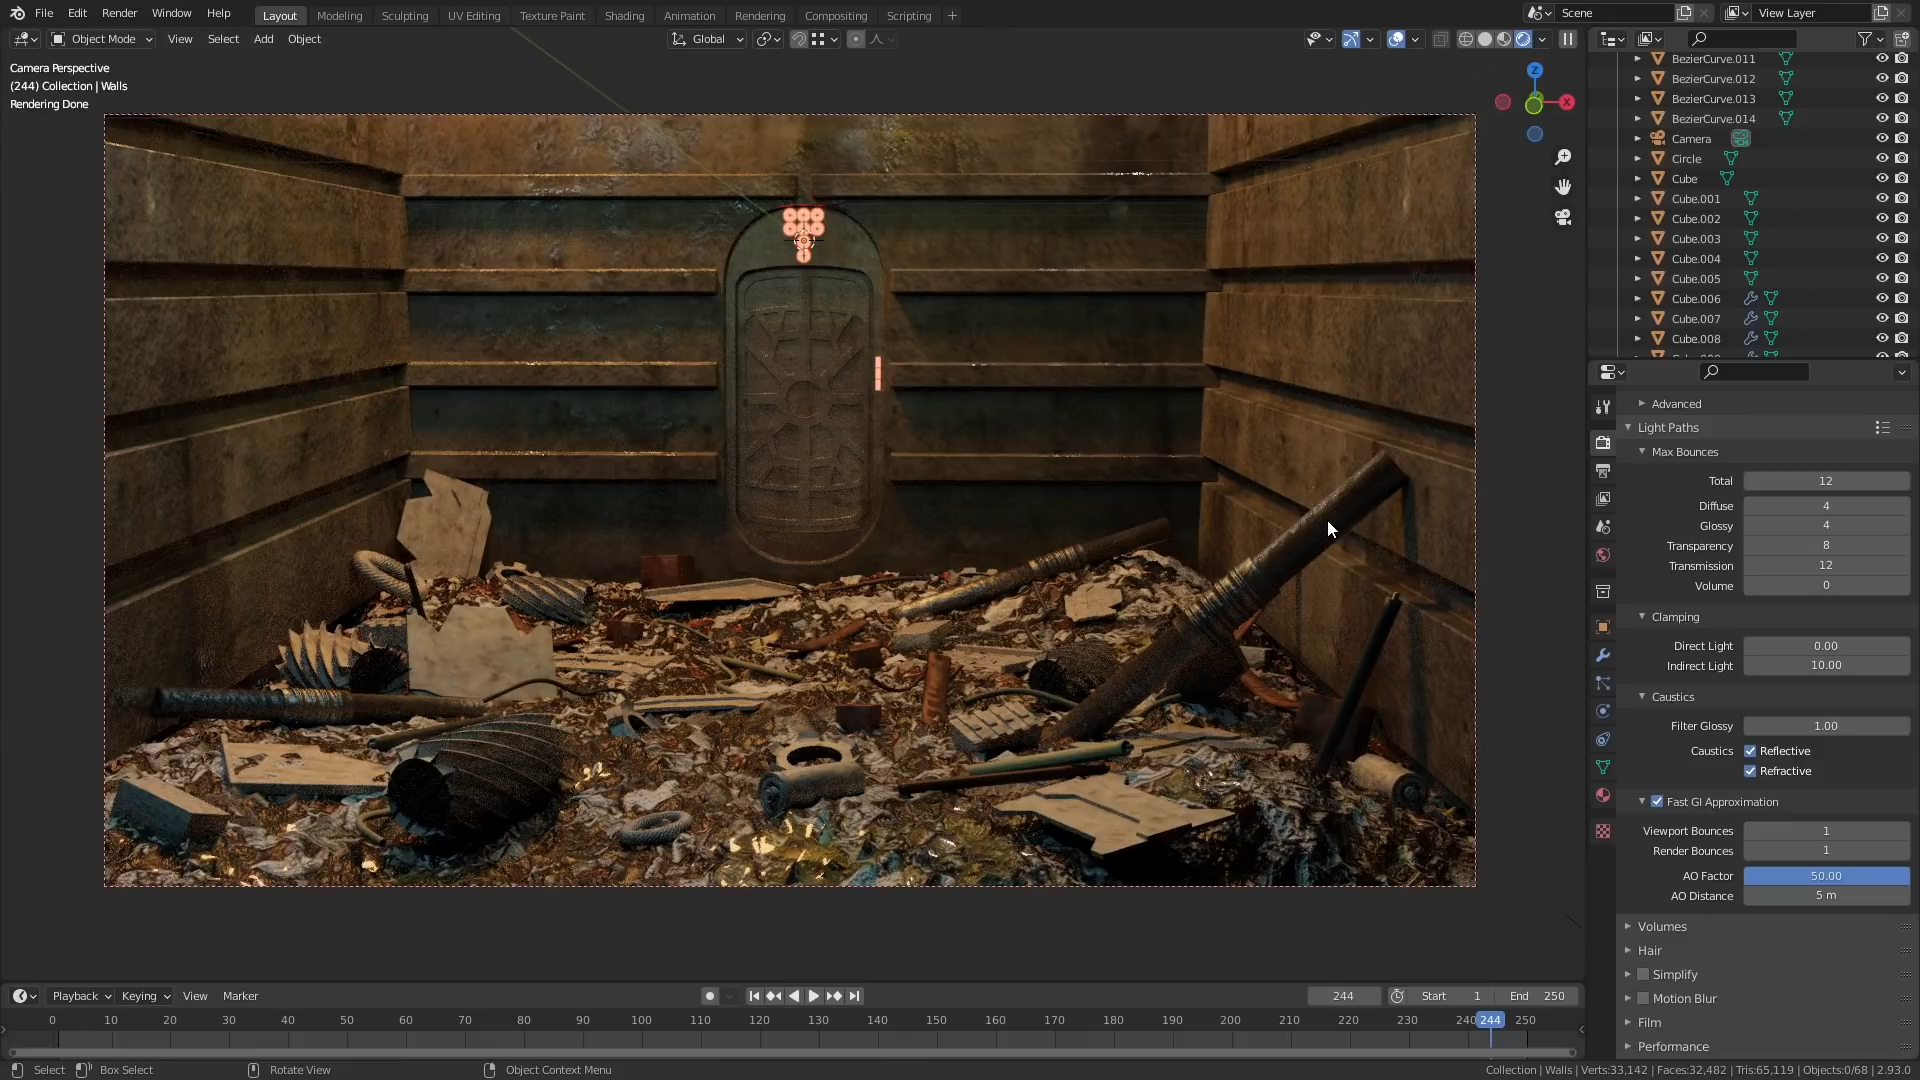 File Edit Render Window Help
Layout Modeling Sculpting UV Editing Texture Paint Shading Animation Rendering Compositing Scripting +
Scene
View Layer
Object Mode View Select Add Object
Global
Camera Perspective
(244) Collection | Walls
Rendering Done
Z
X
BezierCurve.011
BezierCurve.012
BezierCurve.013
BezierCurve.014
Camera
Circle
Cube
Cube.001
Cube.002
Cube.003
Cube.004
Cube.005
Cube.006
Cube.007
Cube.008
Advanced
Light Paths
Max Bounces
Total 12
Diffuse 4
Glossy 4
Transparency 8
Transmission 12
Volume 0
Clamping
Direct Light 0.00
Indirect Light 10.00
Caustics
Filter Glossy 1.00
Caustics Reflective
Refractive
Fast GI Approximation
Viewport Bounces 1
Render Bounces 1
AO Factor 50.00
AO Distance 5 m
Volumes
Hair
Simplify
Motion Blur
Film
Performance
Playback Keying View Marker
244 Start 1 End 250
0 10 20 30 40 50 60 70 80 90 100 110 120 130 140 150 160 170 180 190 200 210 220 230 240 244 250
Select Box Select Rotate View Object Context Menu
Collection | Walls | Verts:33,142 | Faces:32,482 | Tris:65,119 | Objects:0/68 | 2.93.0